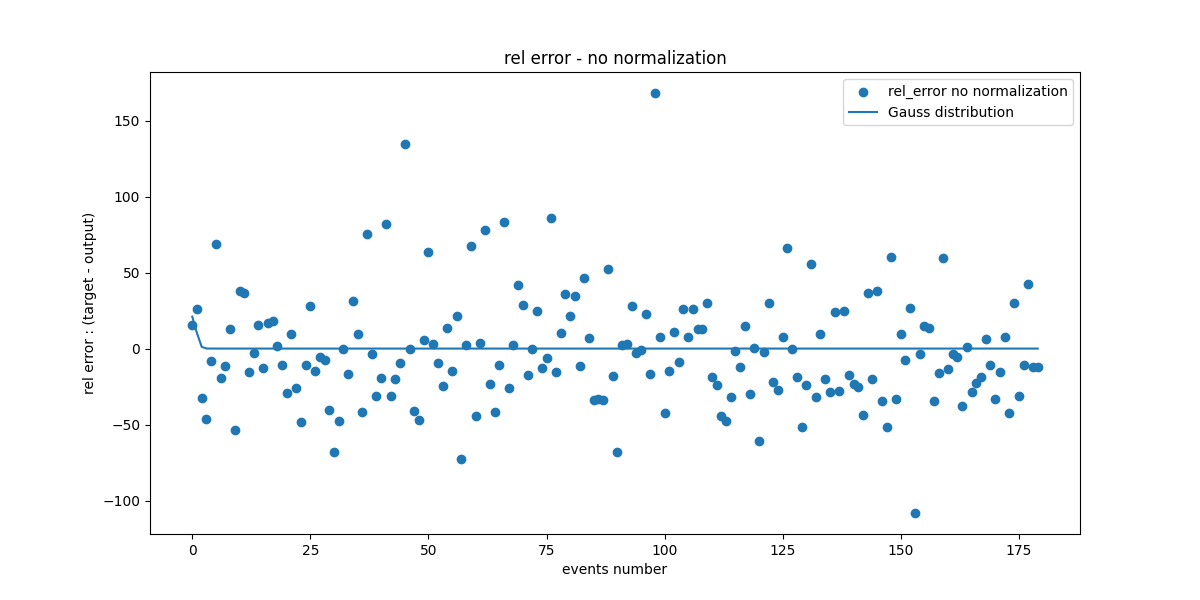 rel error - no normalization
rel_error no normalization
Gauss distribution
rel error : (target - output)
150
100
50
0
−50
−100
0
25
50
75
100
125
150
175
events number